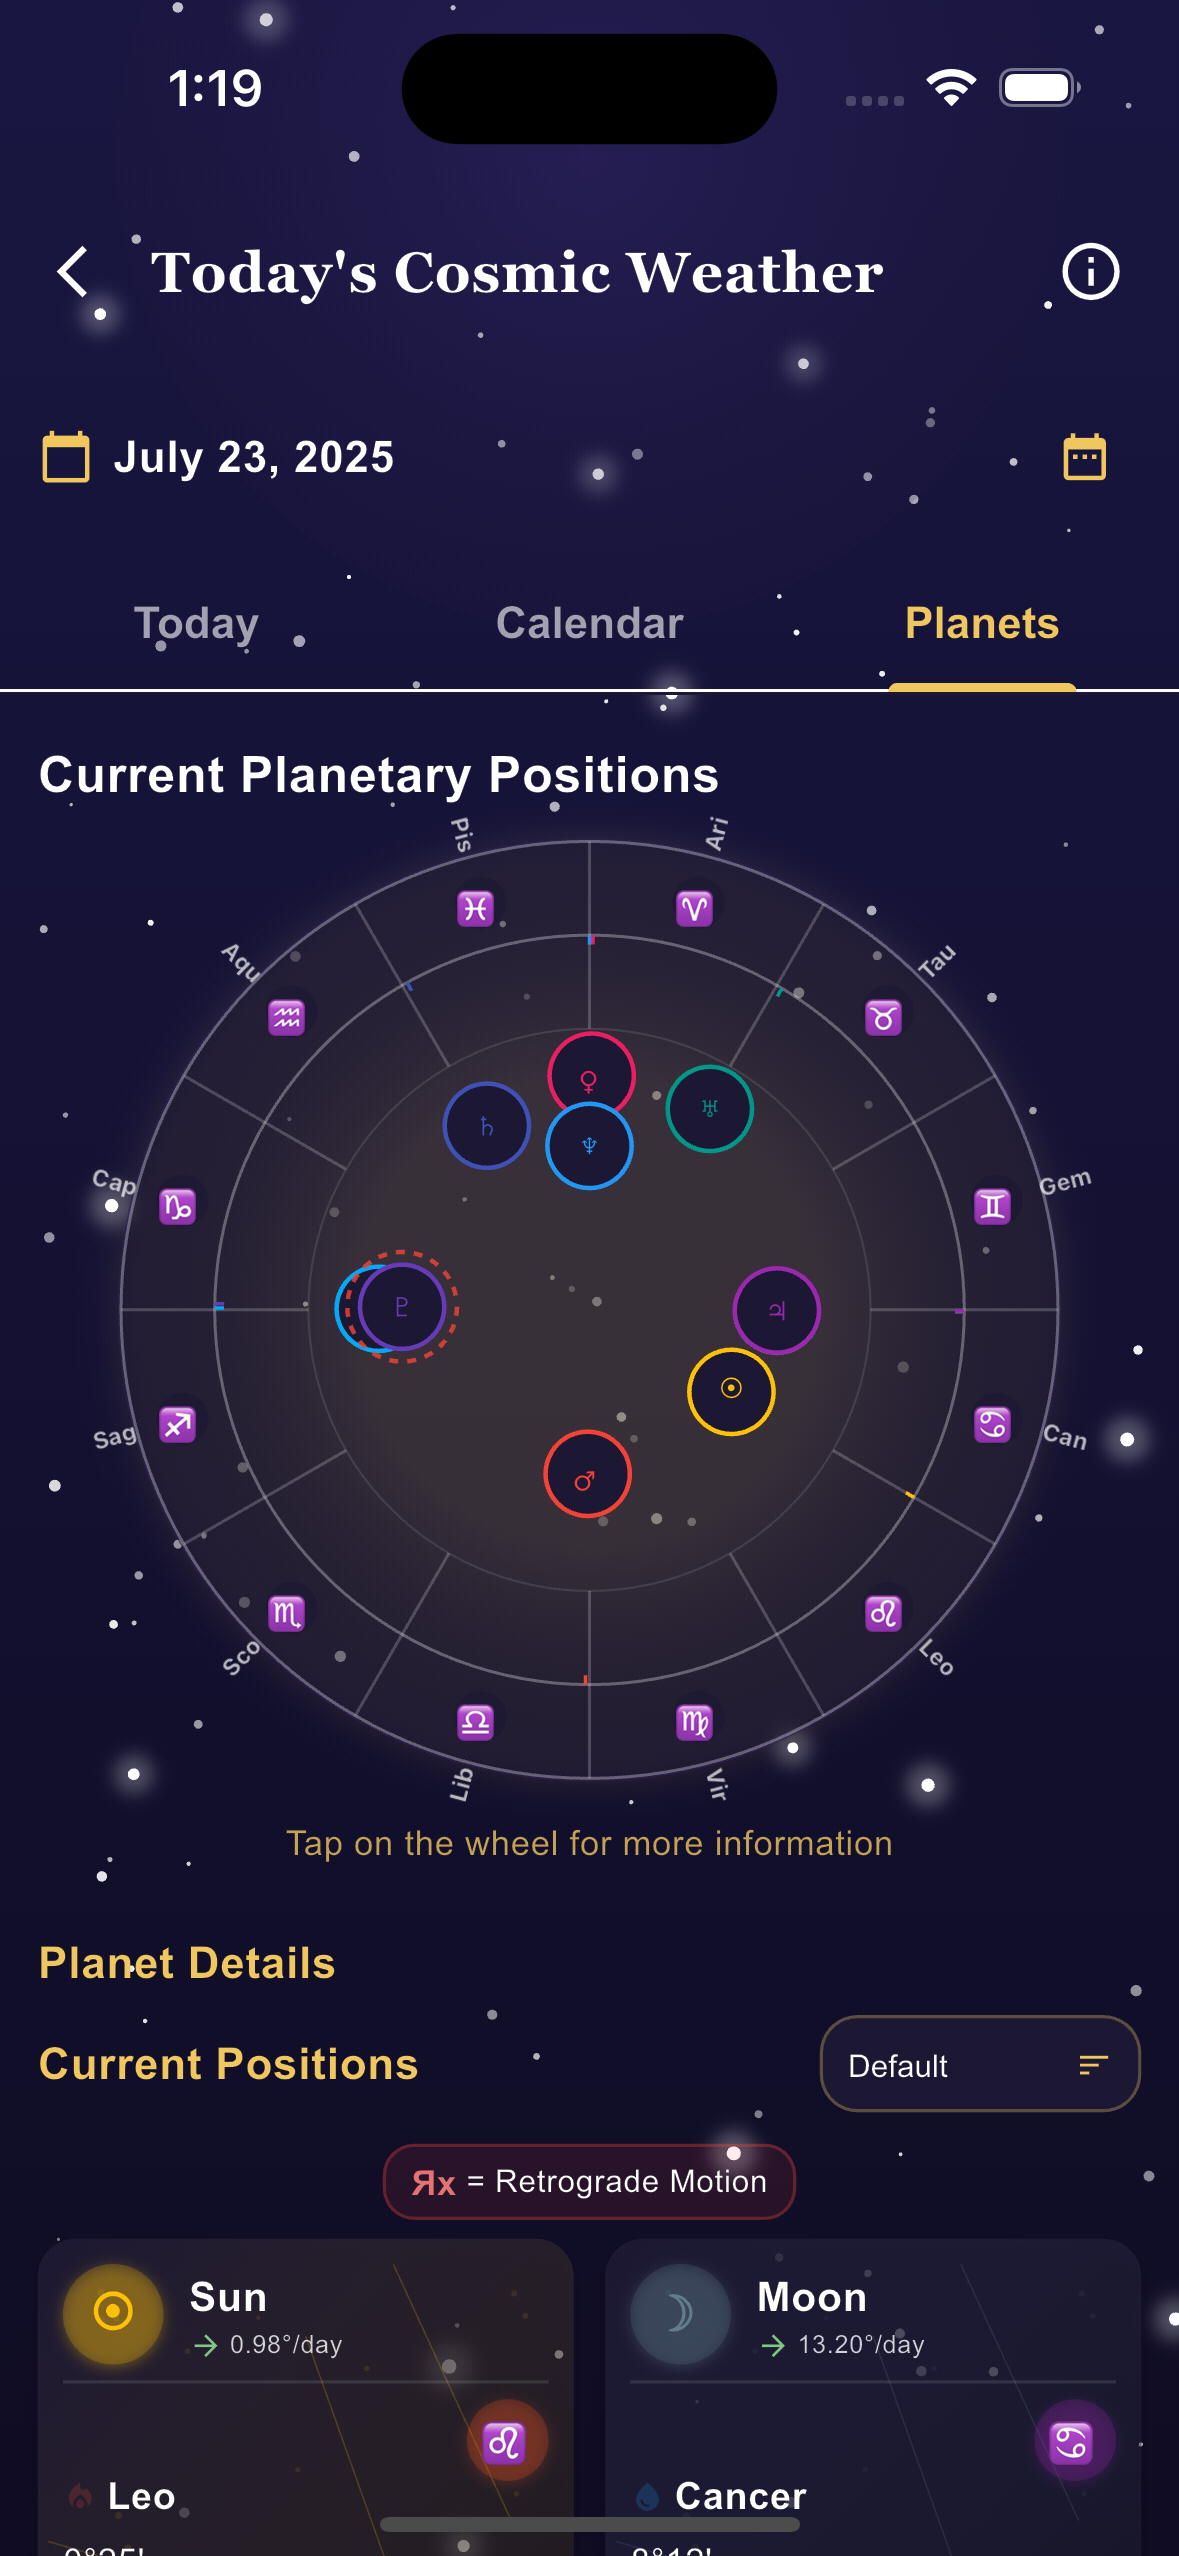 1:19
Today's Cosmic Weather
July 23, 2025
Today Calendar Planets
Current Planetary Positions
Pis Ari
Aqu Tau
♓ ♈
♒ ♉
♀
♄ ♆ ♅
Cap Gem
♑ ♊
♇ ♃
☉
Sag Can
♐ ♋
♂
♏ ♌
Sco Leo
♎ ♍
Lib Vir
Tap on the wheel for more information
Planet Details
Current Positions
Default
Яx = Retrograde Motion
☉ Sun
→ 0.98°/day
♌
Leo
☽ Moon
→ 13.20°/day
♋
Cancer